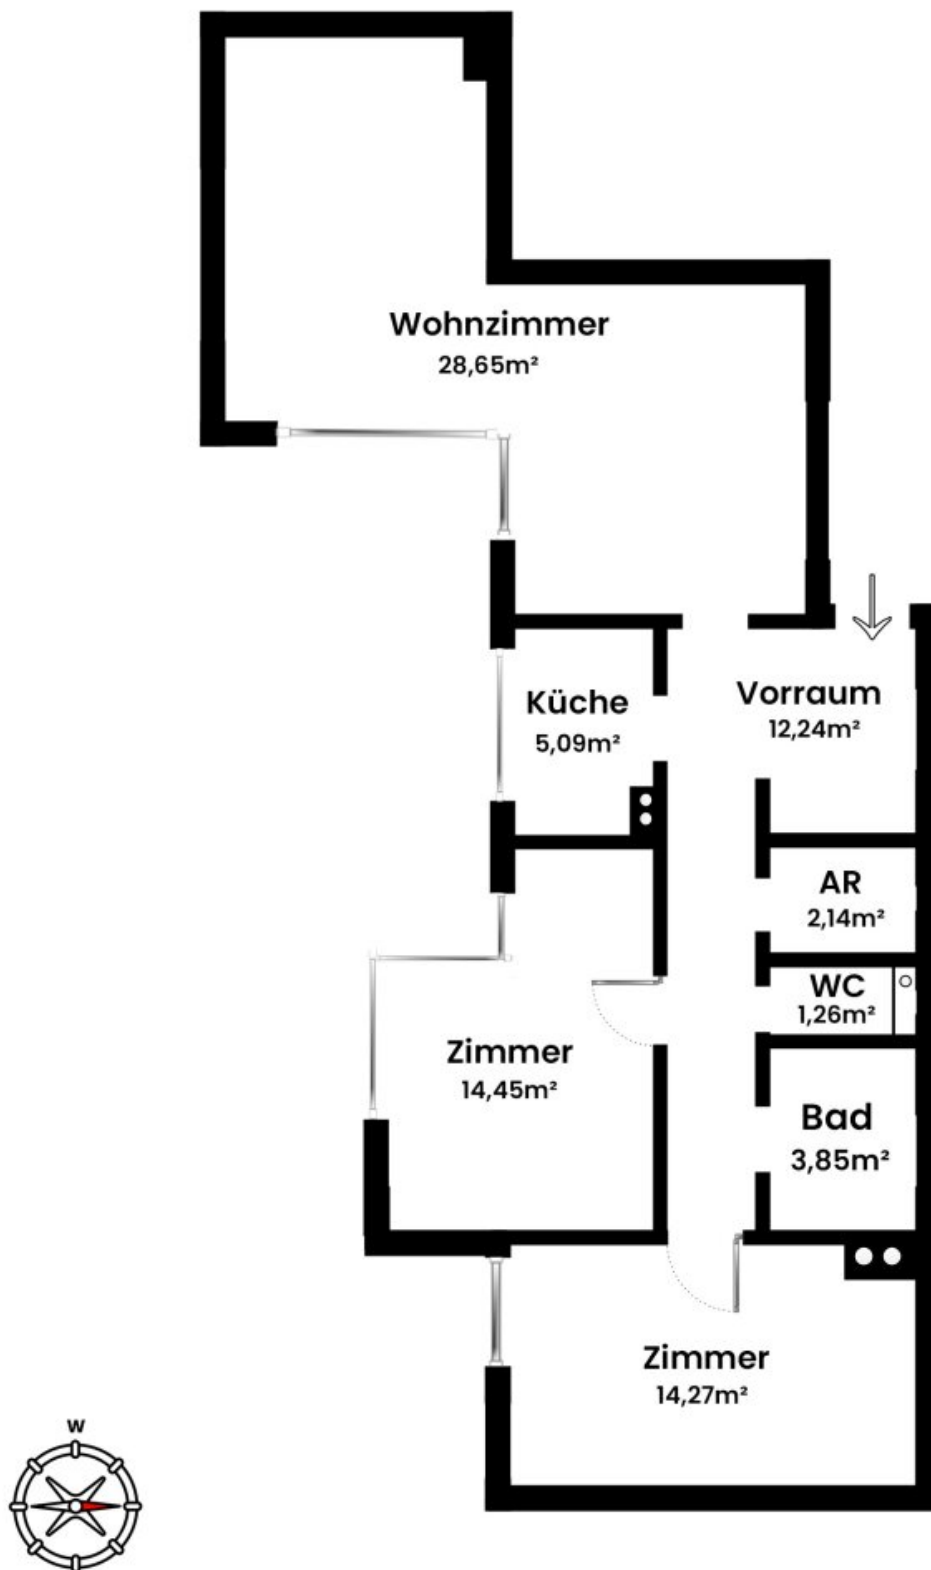 Wohnzimmer
28,65m²
Küche
5,09m²
Vorraum
12,24m²
AR
2,14m²
WC
1,26m²
Zimmer
14,45m²
Bad
3,85m²
Zimmer
14,27m²
W